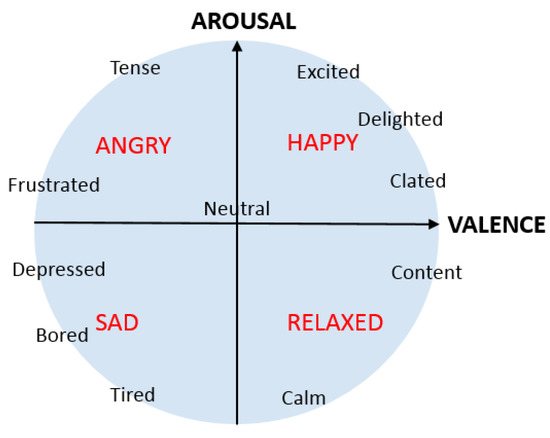 AROUSAL
Tense
Excited
Delighted
ANGRY
HAPPY
Frustrated
Clated
Neutral
VALENCE
Depressed
Content
SAD
RELAXED
Bored
Tired
Calm